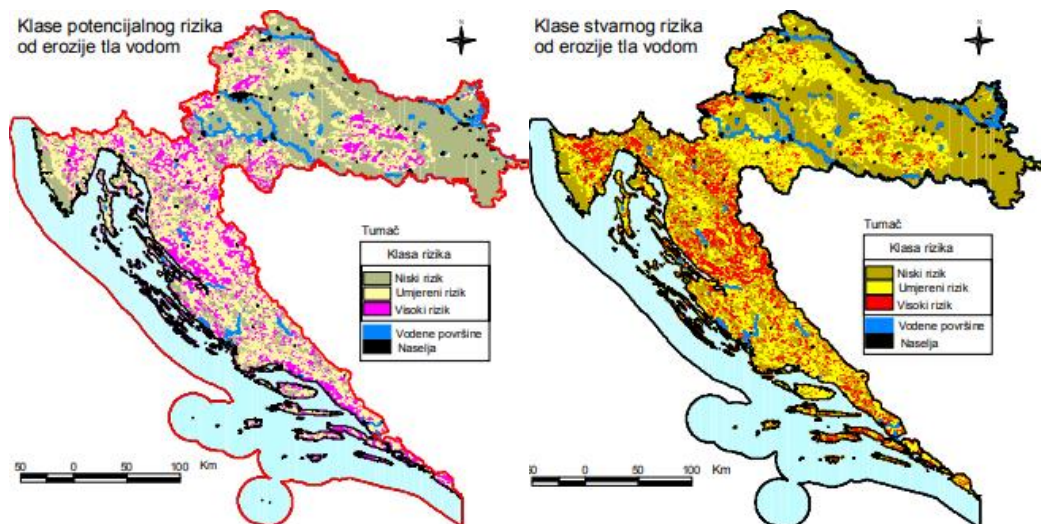 Klase potencijalnog rizika
od erozije tla vodom
N
Tumač
Klasa rizika
Niski rizik
Umjereni rizik
Visoki rizik
Vodene površine
Naselja
50 0 50 100 Km
Klase stvarnog rizika
od erozije tla vodom
N
Tumač
Klasa rizika
Niski rizik
Umjereni rizik
Visoki rizik
Vodene površine
Naselja
50 0 50 100 Km